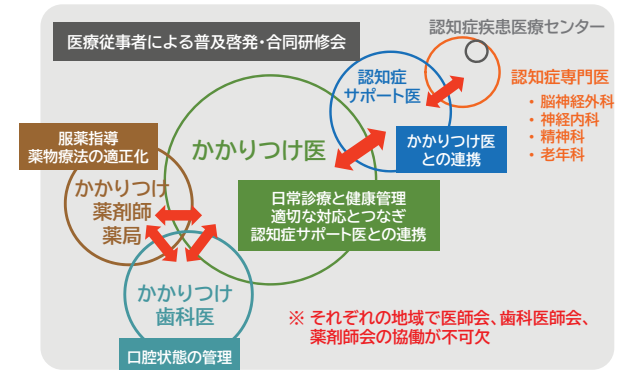 認知症疾患医療センター
医療従事者による普及啓発・合同研修会
認知症
サポート医
認知症専門医
・脳神経外科
・神経内科
・精神科
・老年科
かかりつけ医
との連携
かかりつけ医
日常診療と健康管理
適切な対応とつなぎ
認知症サポート医との連携
服薬指導
薬物療法の適正化
かかりつけ
薬剤師
薬局
かかりつけ
歯科医
口腔状態の管理
※ それぞれの地域で医師会、歯科医師会、
薬剤師会の協働が不可欠